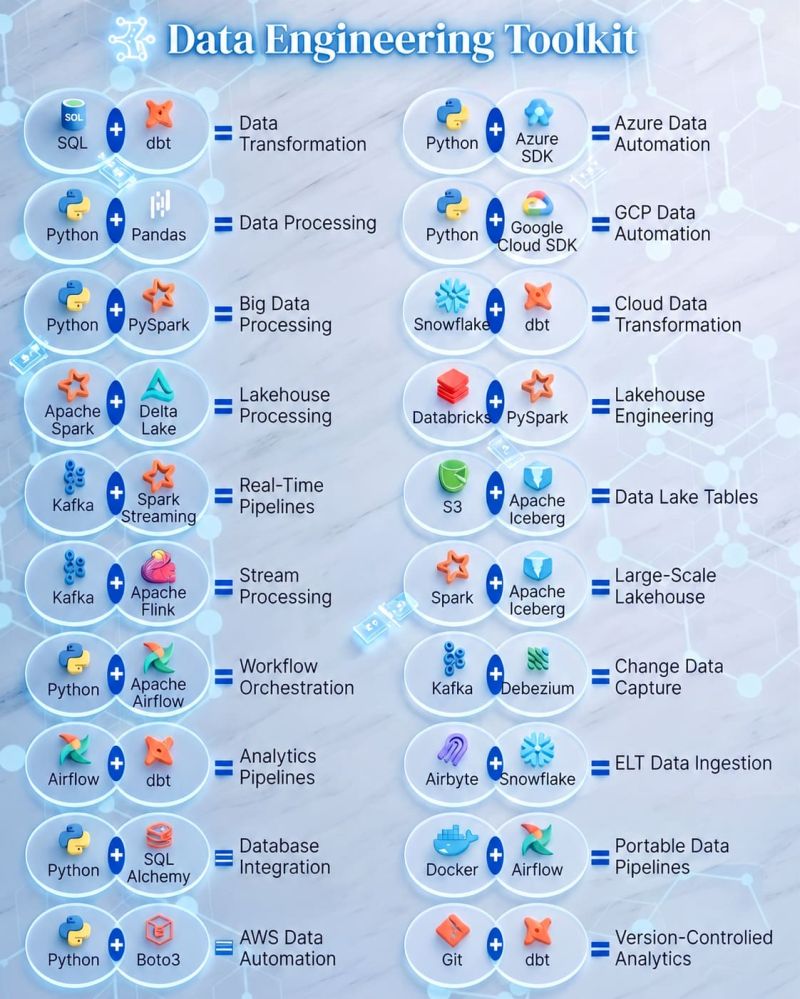 Data Engineering Toolkit
SQL
SQL + dbt = Data
Transformation
Python + Pandas = Data Processing
Python + PySpark = Big Data
Processing
Apache
Spark + Delta
Lake = Lakehouse
Processing
Kafka + Spark
Streaming = Real-Time
Pipelines
Kafka + Apache
Flink = Stream
Processing
Python + Apache
Airflow = Workflow
Orchestration
Airflow + dbt = Analytics
Pipelines
Python + SQL
Alchemy = Database
Integration
Python + Boto3 = AWS Data
Automation
Python + Azure
SDK = Azure Data
Automation
Python + Google
Cloud SDK = GCP Data
Automation
Snowflake + dbt = Cloud Data
Transformation
Databricks + PySpark = Lakehouse
Engineering
S3 + Apache
Iceberg = Data Lake Tables
Spark + Apache
Iceberg = Large-Scale
Lakehouse
Kafka + Debezium = Change Data
Capture
Airbyte + Snowflake = ELT Data Ingestion
Docker + Airflow = Portable Data
Pipelines
Git + dbt = Version-Controlied
Analytics